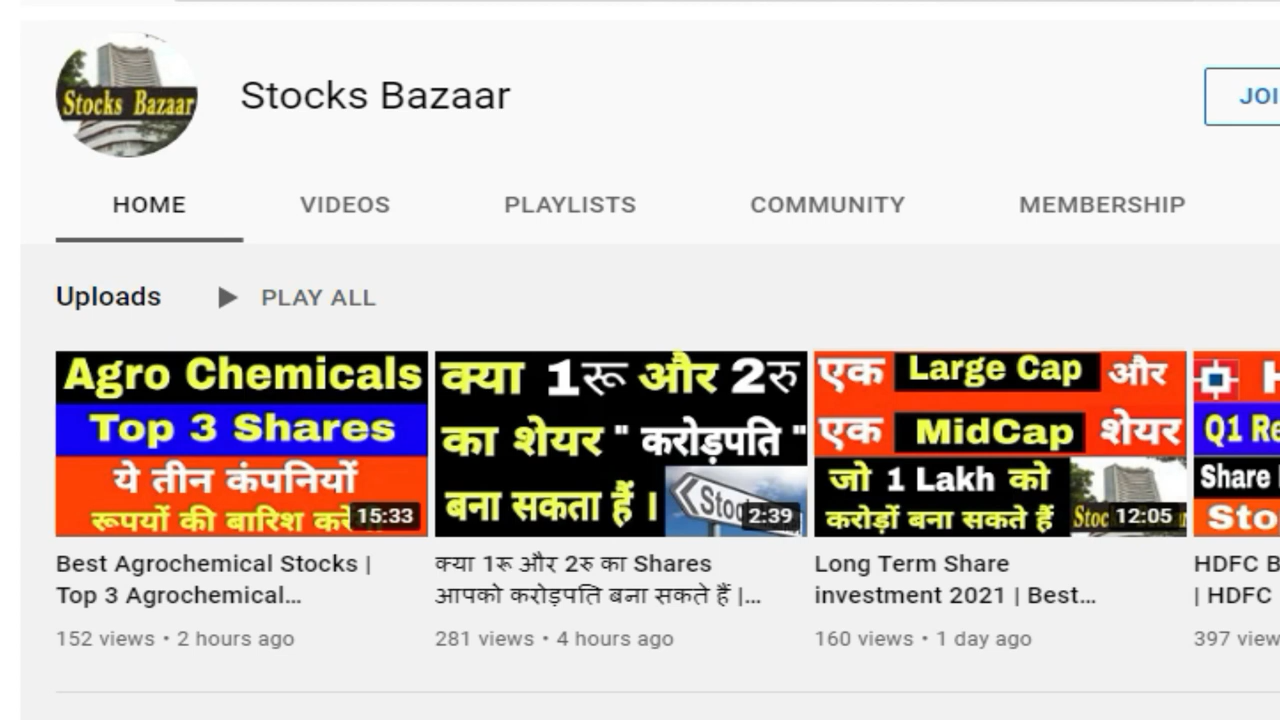 Stocks Bazaar
Stocks Bazaar
JOI
HOME VIDEOS PLAYLISTS COMMUNITY MEMBERSHIP
Uploads PLAY ALL
Agro Chemicals
Top 3 Shares
ये तीन कंपनियों
रूपयों की बारिश करे
15:33
क्या 1रू और 2रु
का शेयर " करोड़पति "
बना सकता हैं ।
Stoc
2:39
एक Large Cap और
एक MidCap शेयर
जो 1 Lakh को
करोड़ों बना सकते हैं
Stoc
12:05
H
Q1 Re
Share
Sto
Best Agrochemical Stocks |
Top 3 Agrochemical...
152 views • 2 hours ago
क्या 1रू और 2रु का Shares
आपको करोड़पति बना सकते हैं |...
281 views • 4 hours ago
Long Term Share
investment 2021 | Best...
160 views • 1 day ago
HDFC B
| HDFC
397 view